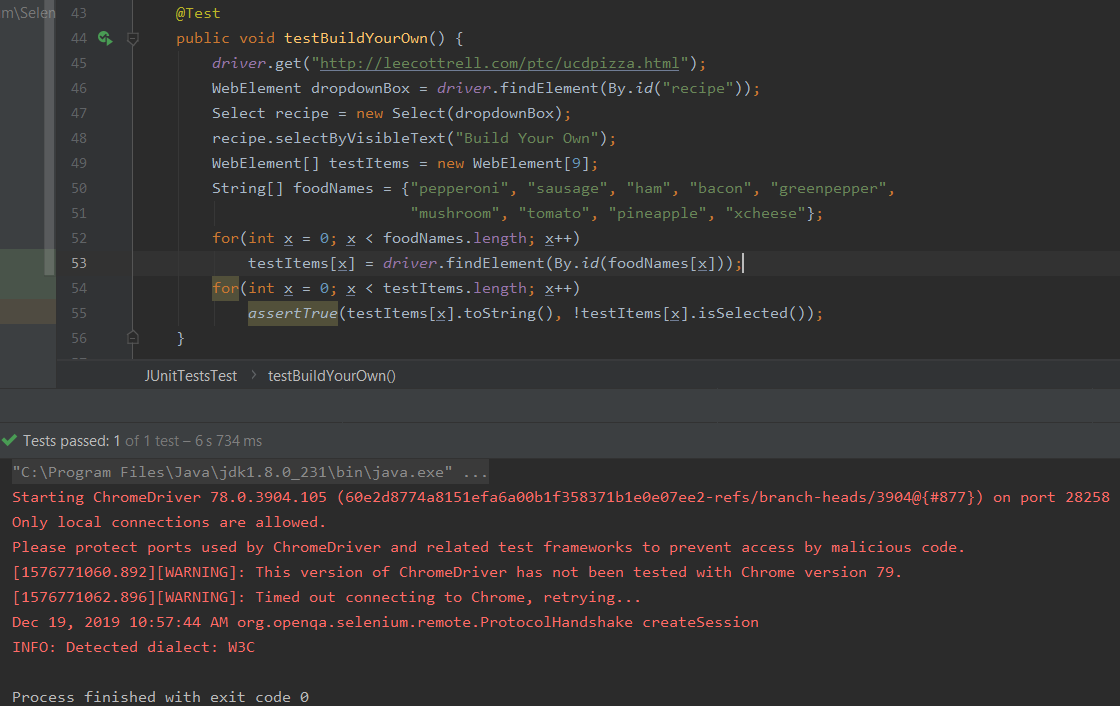 m\Selen 43 @Test
44 public void testBuildYourOwn() {
45 driver.get("http://leecottrell.com/ptc/ucdpizza.html");
46 WebElement dropdownBox = driver.findElement(By.id("recipe"));
47 Select recipe = new Select(dropdownBox);
48 recipe.selectByVisibleText("Build Your Own");
49 WebElement[] testItems = new WebElement[9];
50 String[] foodNames = {"pepperoni", "sausage", "ham", "bacon", "greenpepper",
51 "mushroom", "tomato", "pineapple", "xcheese"};
52 for(int x = 0; x < foodNames.length; x++)
53 testItems[x] = driver.findElement(By.id(foodNames[x]));
54 for(int x = 0; x < testItems.length; x++)
55 assertTrue(testItems[x].toString(), !testItems[x].isSelected());
56 }
JUnitTestsTest > testBuildYourOwn()
Tests passed: 1 of 1 test – 6 s 734 ms
"C:\Program Files\Java\jdk1.8.0_231\bin\java.exe" ...
Starting ChromeDriver 78.0.3904.105 (60e2d8774a8151efa6a00b1f358371b1e0e07ee2-refs/branch-heads/3904@{#877}) on port 28258
Only local connections are allowed.
Please protect ports used by ChromeDriver and related test frameworks to prevent access by malicious code.
[1576771060.892][WARNING]: This version of ChromeDriver has not been tested with Chrome version 79.
[1576771062.896][WARNING]: Timed out connecting to Chrome, retrying...
Dec 19, 2019 10:57:44 AM org.openqa.selenium.remote.ProtocolHandshake createSession
INFO: Detected dialect: W3C
Process finished with exit code 0